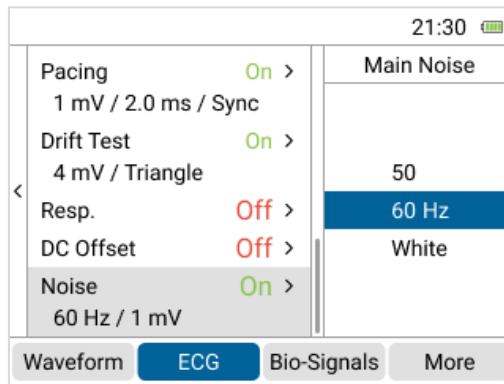 21:30
Pacing On >
1 mV / 2.0 ms / Sync
Drift Test On >
4 mV / Triangle
Resp. Off >
DC Offset Off >
Noise On >
60 Hz / 1 mV
<
Main Noise
50
60 Hz
White
Waveform ECG Bio-Signals More